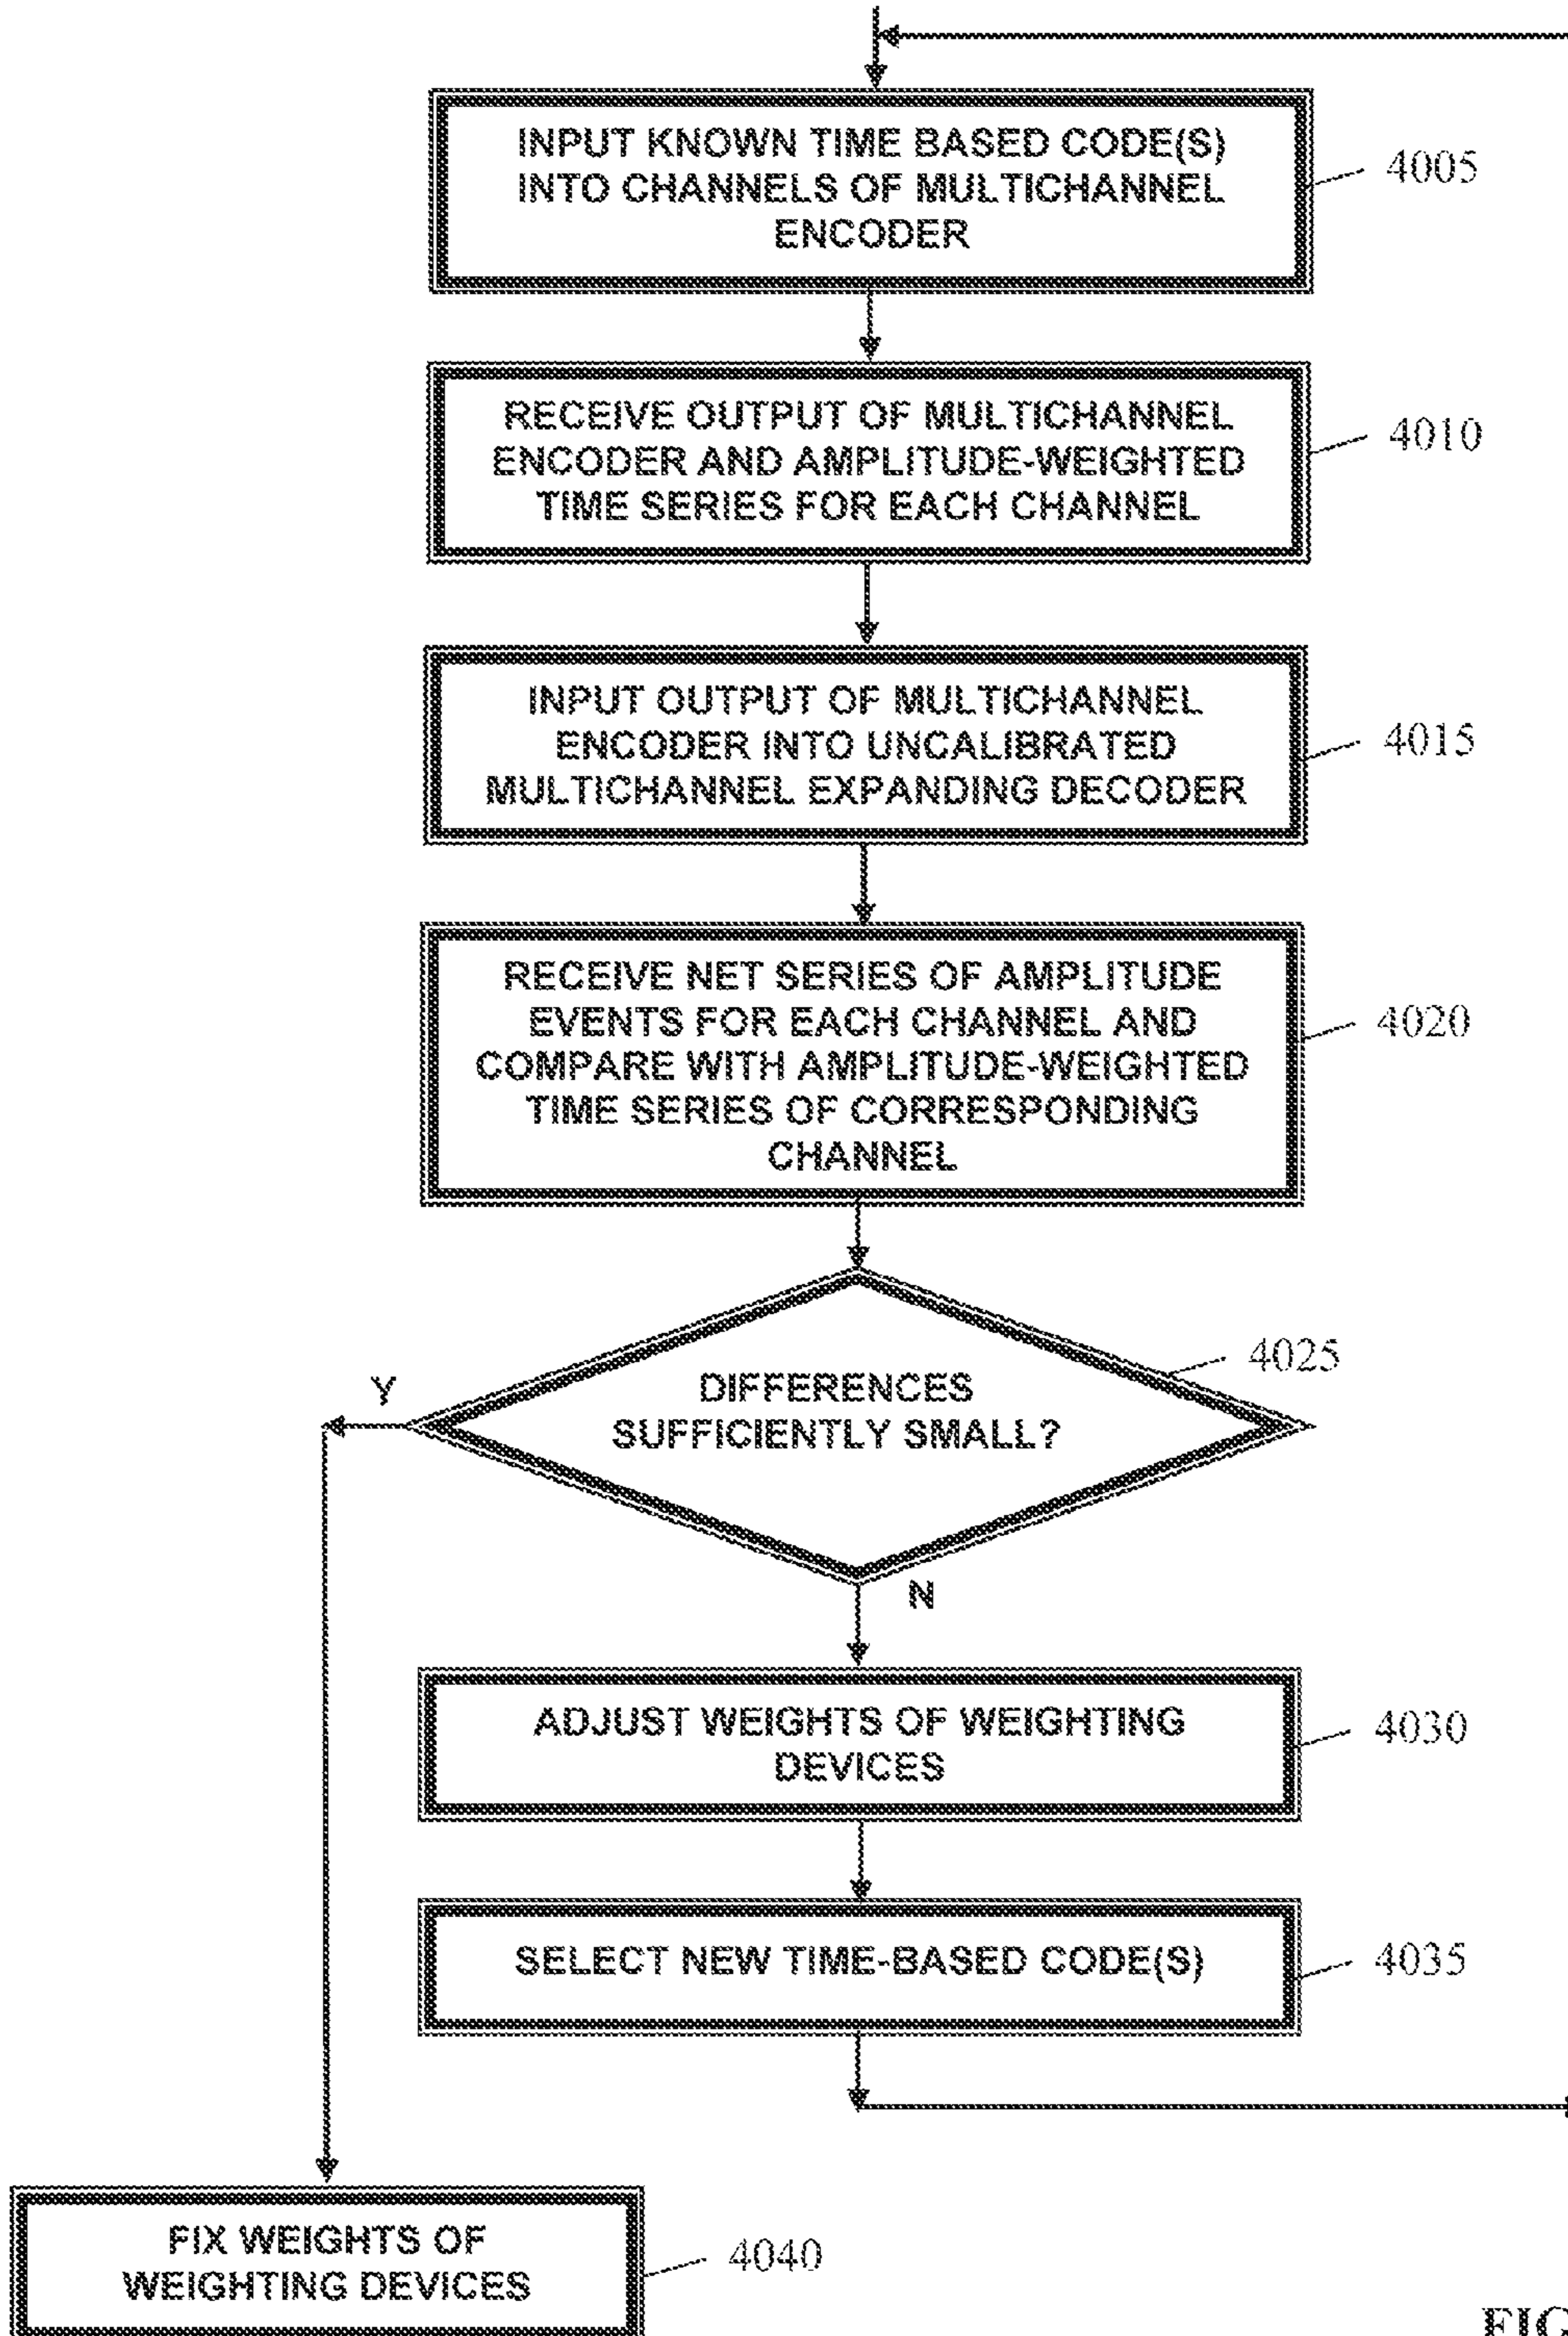 INPUT KNOWN TIME BASED CODE(S)
INTO CHANNELS OF MULTICHANNEL
ENCODER
4005
RECEIVE OUTPUT OF MULTICHANNEL
ENCODER AND AMPLITUDE-WEIGHTED
TIME SERIES FOR EACH CHANNEL
4010
INPUT OUTPUT OF MULTICHANNEL
ENCODER INTO UNCALIBRATED
MULTICHANNEL EXPANDING DECODER
4015
RECEIVE NET SERIES OF AMPLITUDE
EVENTS FOR EACH CHANNEL AND
COMPARE WITH AMPLITUDE-WEIGHTED
TIME SERIES OF CORRESPONDING
CHANNEL
4020
DIFFERENCES
SUFFICIENTLY SMALL?
4025
Y
N
ADJUST WEIGHTS OF WEIGHTING
DEVICES
4030
SELECT NEW TIME-BASED CODE(S)
4035
FIX WEIGHTS OF
WEIGHTING DEVICES
4040
FIG